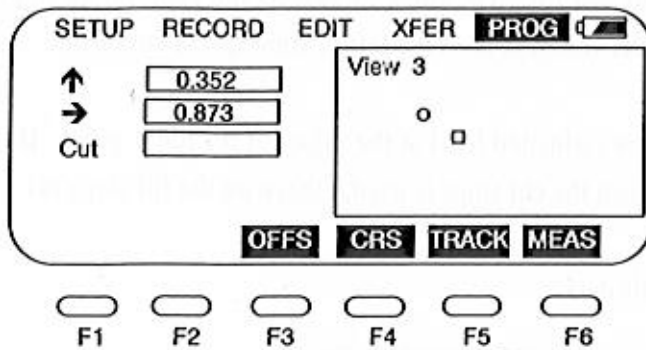 SETUP RECORD EDIT XFER PROG
View 3
↑ 0.352
→ 0.873
Cut
OFFS CRS TRACK MEAS
F1 F2 F3 F4 F5 F6